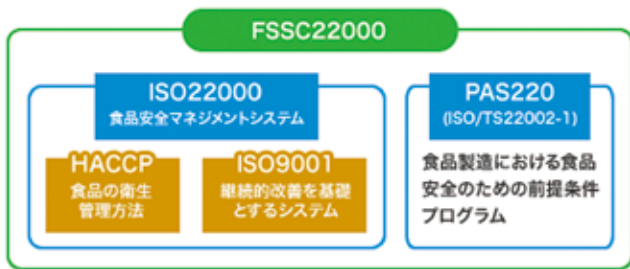 FSSC22000
ISO22000
食品安全マネジメントシステム
HACCP
食品の衛生
管理方法
ISO9001
継続的改善を基礎
とするシステム
PAS220
(ISO/TS22002-1)
食品製造における食品
安全のための前提条件
プログラム